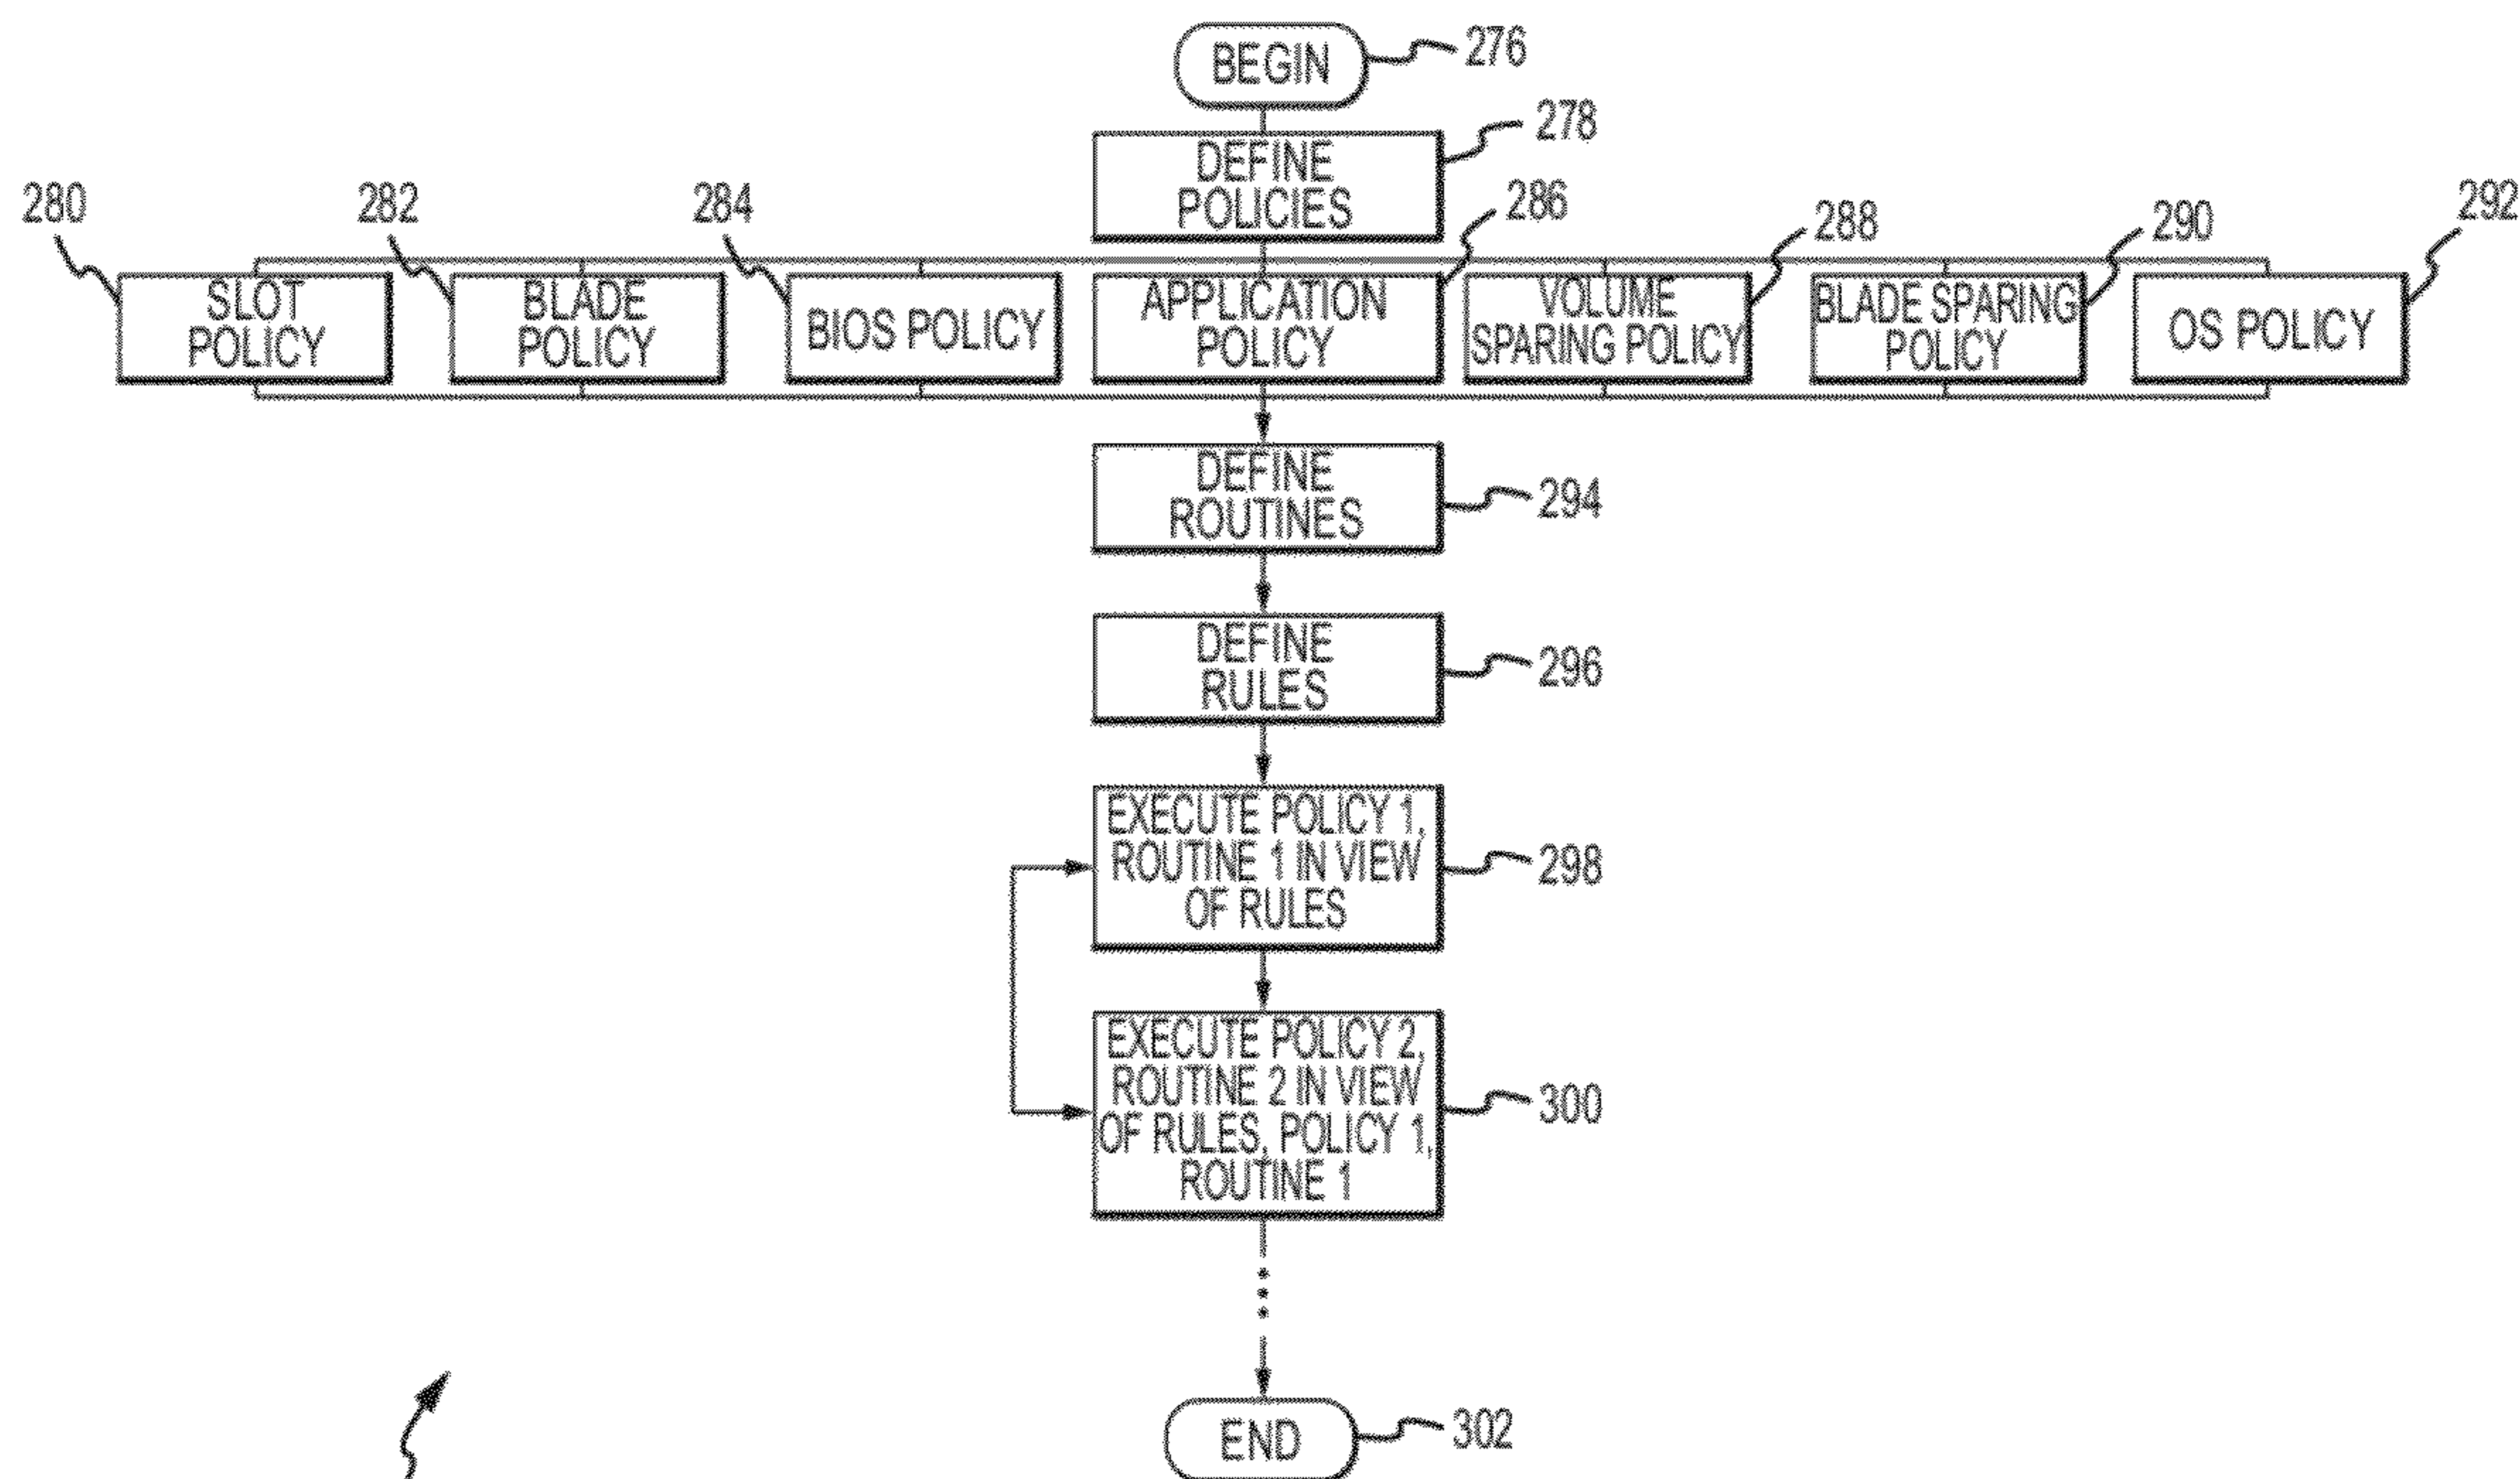 BEGIN
276
DEFINE
POLICIES
278
280
282
284
286
288
290
292
SLOT
POLICY
BLADE
POLICY
BIOS POLICY
APPLICATION
POLICY
VOLUME
SPARING POLICY
BLADE SPARING
POLICY
OS POLICY
DEFINE
ROUTINES
294
DEFINE
RULES
296
EXECUTE POLICY 1,
ROUTINE 1 IN VIEW
OF RULES
298
EXECUTE POLICY 2,
ROUTINE 2 IN VIEW
OF RULES, POLICY 1,
ROUTINE 1
300
END
302